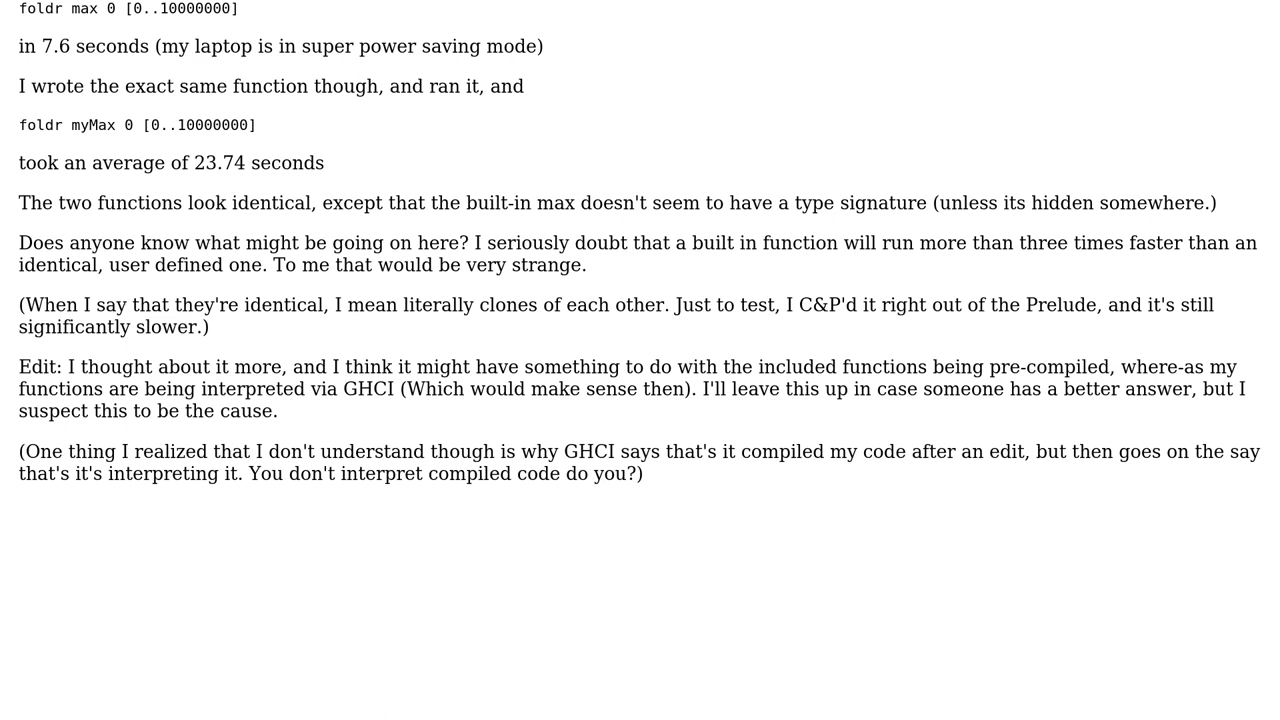 foldr max 0 [0..10000000]
in 7.6 seconds (my laptop is in super power saving mode)
I wrote the exact same function though, and ran it, and
foldr myMax 0 [0..10000000]
took an average of 23.74 seconds
The two functions look identical, except that the built-in max doesn't seem to have a type signature (unless its hidden somewhere.)
Does anyone know what might be going on here? I seriously doubt that a built in function will run more than three times faster than an
identical, user defined one. To me that would be very strange.
(When I say that they're identical, I mean literally clones of each other. Just to test, I C&P'd it right out of the Prelude, and it's still
significantly slower.)
Edit: I thought about it more, and I think it might have something to do with the included functions being pre-compiled, where-as my
functions are being interpreted via GHCI (Which would make sense then). I'll leave this up in case someone has a better answer, but I
suspect this to be the cause.
(One thing I realized that I don't understand though is why GHCI says that's it compiled my code after an edit, but then goes on the say
that's it's interpreting it. You don't interpret compiled code do you?)